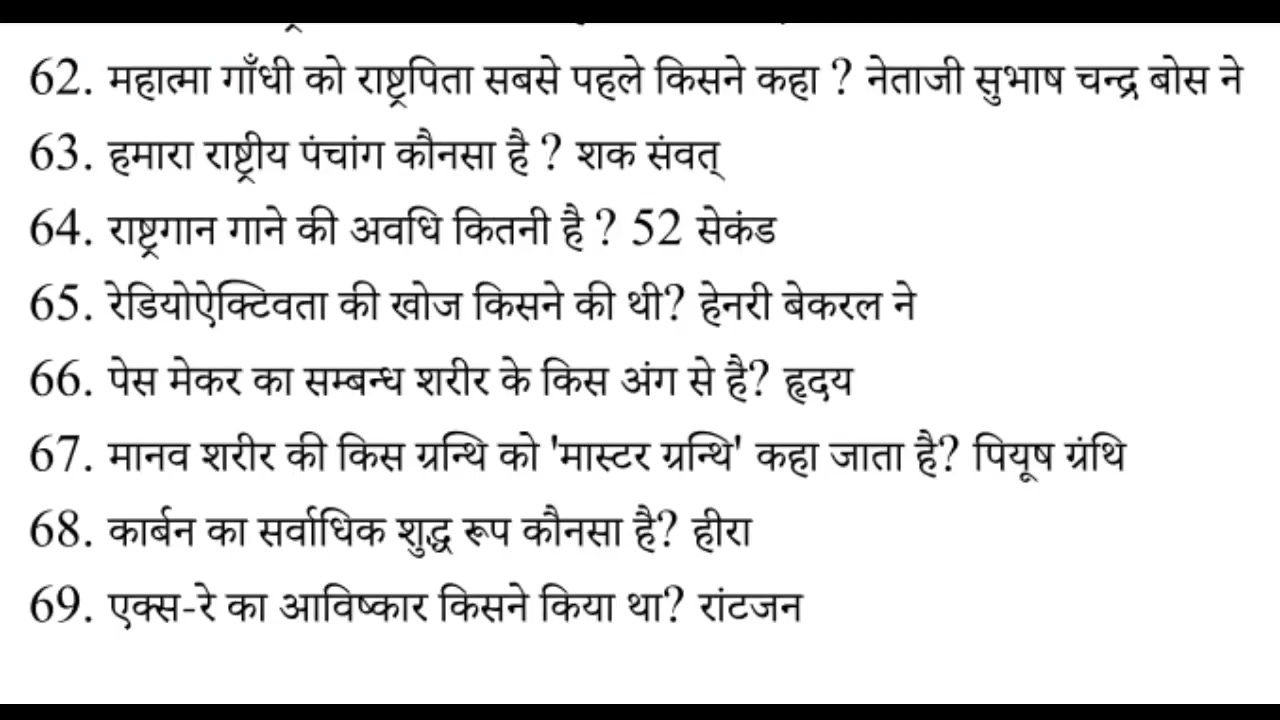 62. महात्मा गाँधी को राष्ट्रपिता सबसे पहले किसने कहा ? नेताजी सुभाष चन्द्र बोस ने
63. हमारा राष्ट्रीय पंचांग कौनसा है ? शक संवत्
64. राष्ट्रगान गाने की अवधि कितनी है ? 52 सेकंड
65. रेडियोऐक्टिवता की खोज किसने की थी? हेनरी बेकरल ने
66. पेस मेकर का सम्बन्ध शरीर के किस अंग से है? हृदय
67. मानव शरीर की किस ग्रन्थि को 'मास्टर ग्रन्थि' कहा जाता है? पियूष ग्रंथि
68. कार्बन का सर्वाधिक शुद्ध रूप कौनसा है? हीरा
69. एक्स-रे का आविष्कार किसने किया था? रांटजन